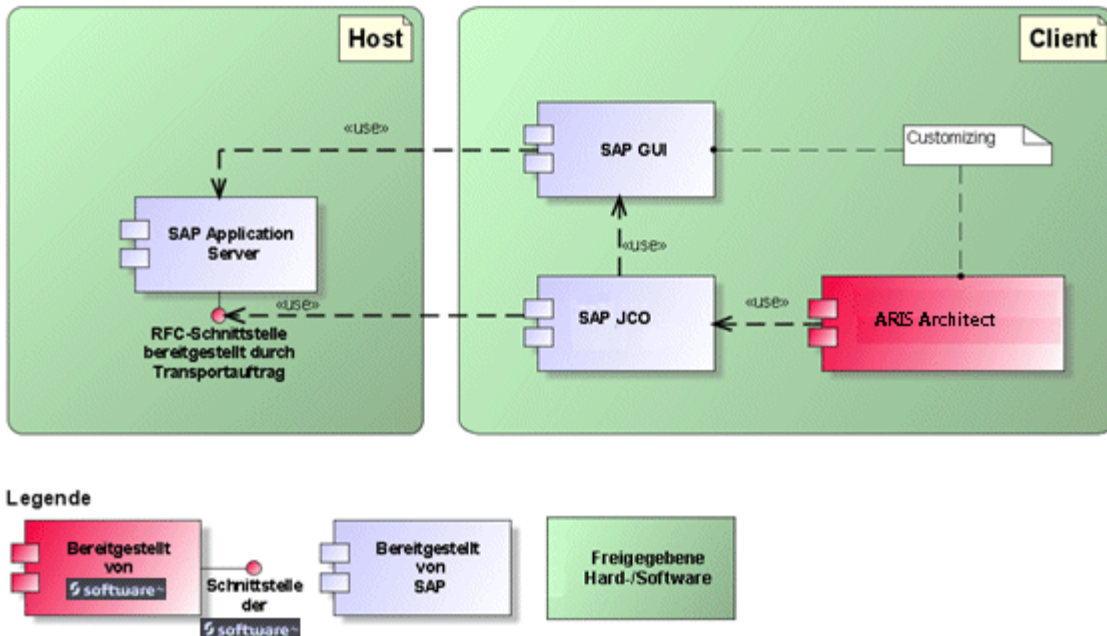 Host
Client
«use»
SAP GUI
Customizing
SAP Application
Server
«use»
«use»
SAP JCO
«use»
ARIS Architect
RFC-Schnittstelle
bereitgestellt durch
Transportauftrag
Legende
Bereitgestellt
von
software
Schnittstelle
der
software
Bereitgestellt
von
SAP
Freigegebene
Hard-/Software